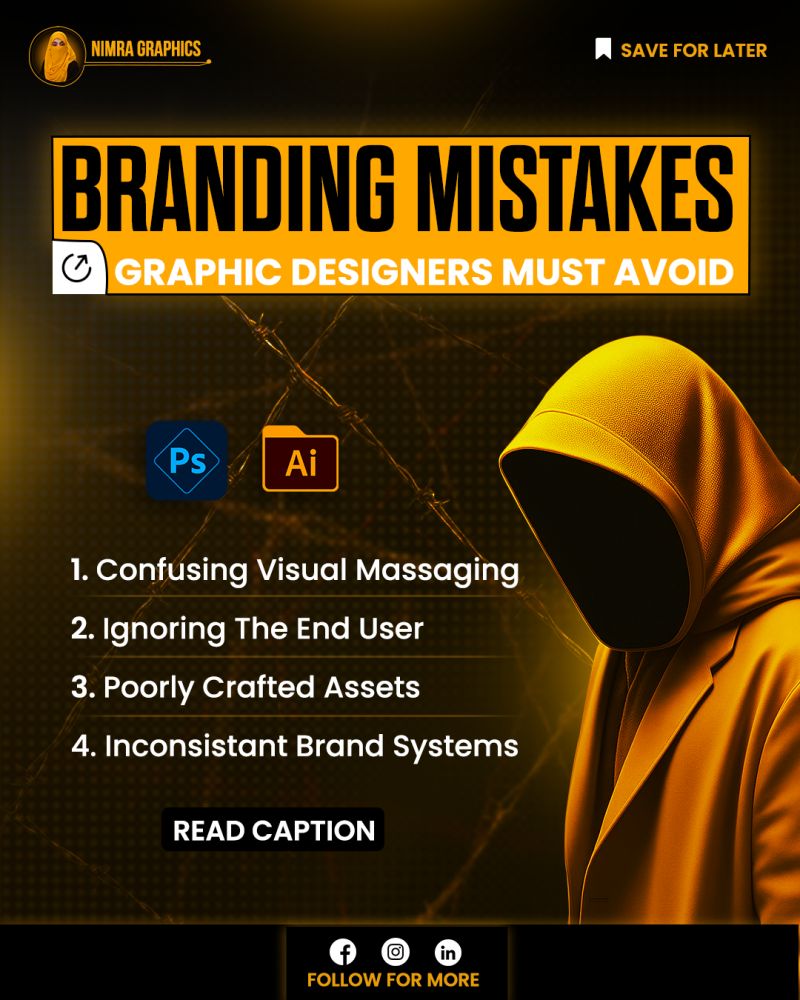 NIMRA GRAPHICS
SAVE FOR LATER
BRANDING MISTAKES
GRAPHIC DESIGNERS MUST AVOID
Ps
Ai
1. Confusing Visual Massaging
2. Ignoring The End User
3. Poorly Crafted Assets
4. Inconsistant Brand Systems
READ CAPTION
FOLLOW FOR MORE